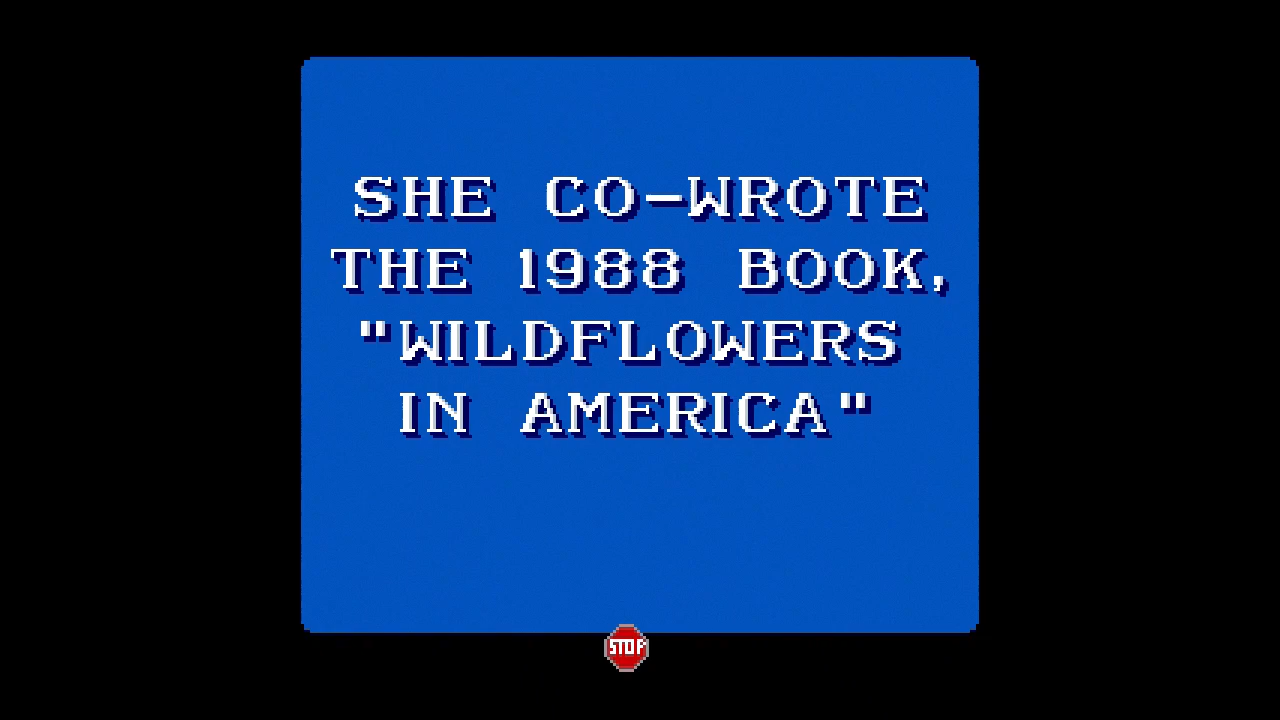 SHE CO-WROTE
THE 1988 BOOK,
"WILDFLOWERS
IN AMERICA"
STOP